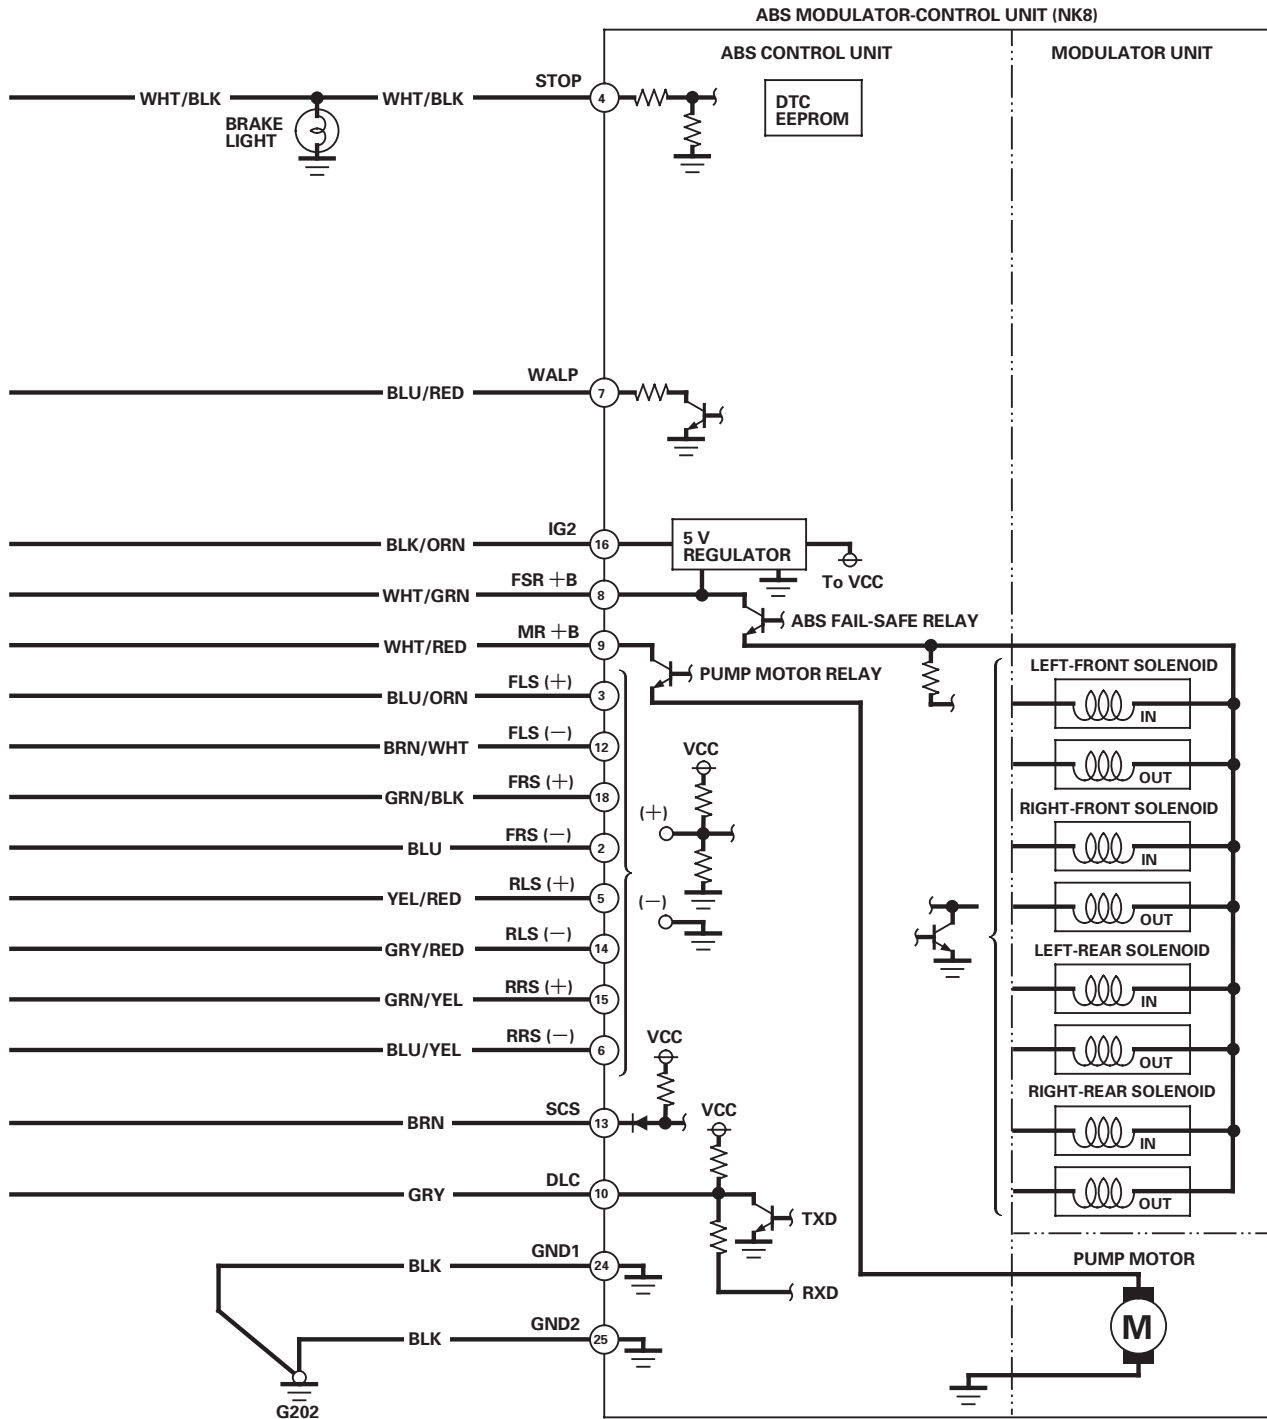 ABS MODULATOR-CONTROL UNIT (NK8)
ABS CONTROL UNIT
MODULATOR UNIT
STOP
WHT/BLK
WHT/BLK
4
DTC
EEPROM
BRAKE
LIGHT
WALP
BLU/RED
7
IG2
BLK/ORN
16
5 V
REGULATOR
To VCC
FSR +B
WHT/GRN
8
ABS FAIL-SAFE RELAY
MR +B
WHT/RED
9
PUMP MOTOR RELAY
FLS (+)
BLU/ORN
3
FLS (−)
BRN/WHT
12
FRS (+)
GRN/BLK
18
FRS (−)
BLU
2
RLS (+)
YEL/RED
5
RLS (−)
GRY/RED
14
RRS (+)
GRN/YEL
15
RRS (−)
BLU/YEL
6
VCC
(+)
(−)
LEFT-FRONT SOLENOID
IN
OUT
RIGHT-FRONT SOLENOID
IN
OUT
LEFT-REAR SOLENOID
IN
OUT
RIGHT-REAR SOLENOID
IN
OUT
VCC
SCS
BRN
13
VCC
DLC
GRY
10
TXD
RXD
GND1
BLK
24
GND2
BLK
25
G202
PUMP MOTOR
M